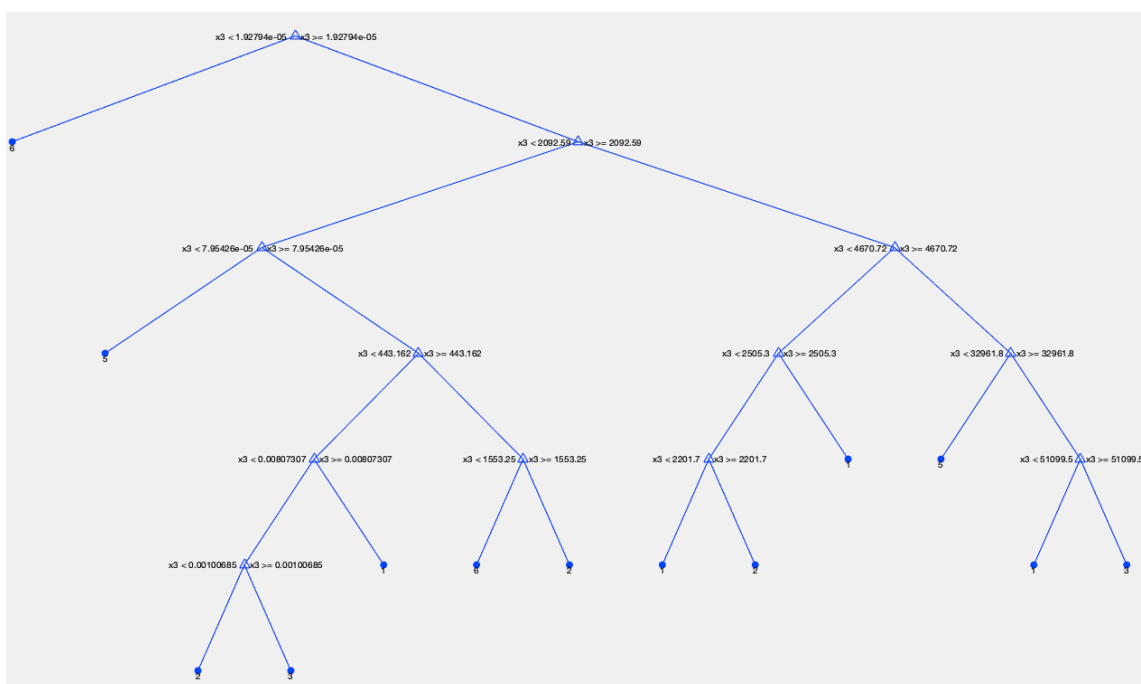 x3 < 1.92794e-05 x3 >= 1.92794e-05
6
x3 < 2092.59 x3 >= 2092.59
x3 < 7.95426e-05 x3 >= 7.95426e-05
x3 < 4670.72 x3 >= 4670.72
5
x3 < 443.162 x3 >= 443.162
x3 < 2505.3 x3 >= 2505.3
x3 < 32961.8 x3 >= 32961.8
x3 < 0.00807307 x3 >= 0.00807307
x3 < 1553.25 x3 >= 1553.25
x3 < 2201.7 x3 >= 2201.7
1
5
x3 < 51099.5 x3 >= 51099.5
x3 < 0.00100685 x3 >= 0.00100685
1
6
2
1
2
1
3
2
3